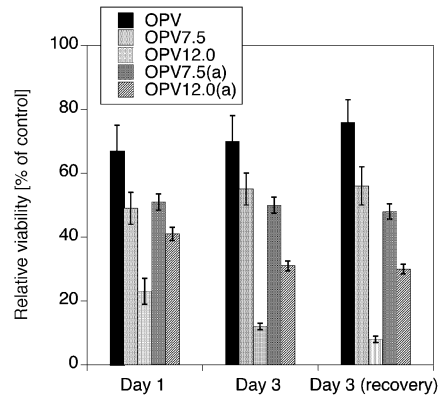 OPV
OPV7.5
OPV12.0
OPV7.5(a)
OPV12.0(a)
Relative viability [% of control]
100
80
60
40
20
0
Day 1 Day 3 Day 3 (recovery)